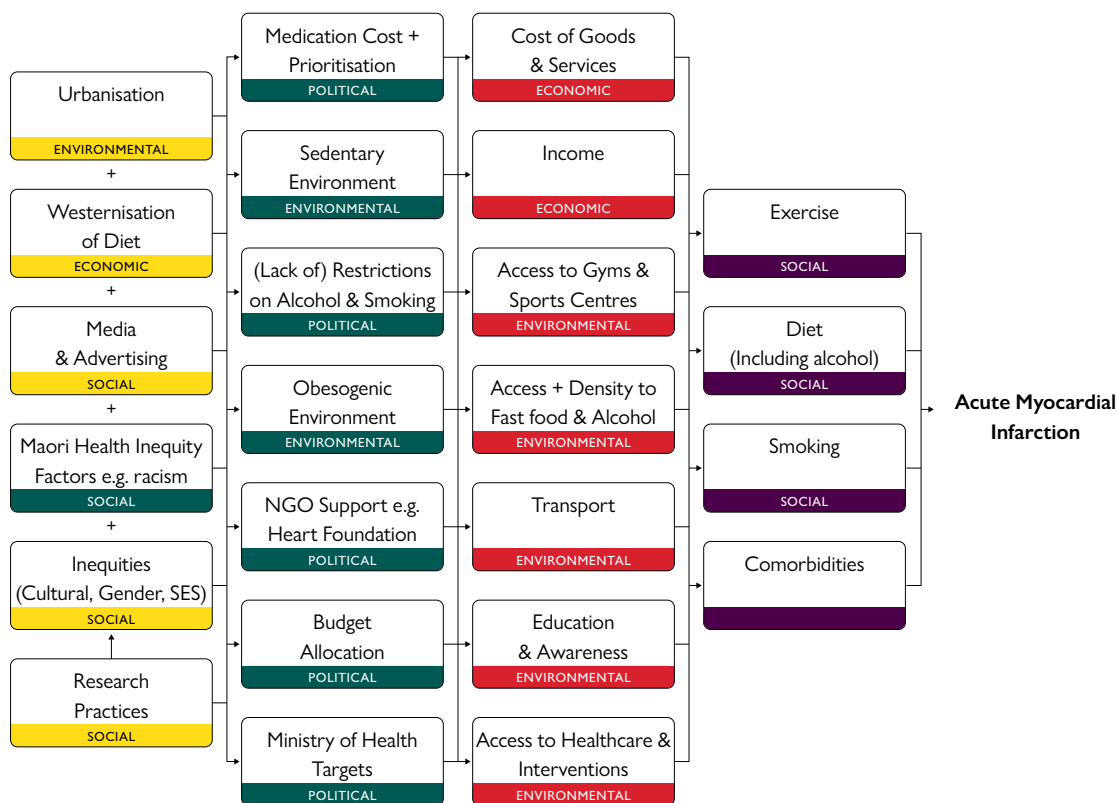 Urbanisation
ENVIRONMENTAL
+
Westernisation
of Diet
ECONOMIC
+
Media
& Advertising
SOCIAL
+
Maori Health Inequity
Factors e.g. racism
SOCIAL
+
Inequities
(Cultural, Gender, SES)
SOCIAL
Research
Practices
SOCIAL
Medication Cost +
Prioritisation
POLITICAL
Sedentary
Environment
ENVIRONMENTAL
(Lack of) Restrictions
on Alcohol & Smoking
POLITICAL
Obesogenic
Environment
ENVIRONMENTAL
NGO Support e.g.
Heart Foundation
POLITICAL
Budget
Allocation
POLITICAL
Ministry of Health
Targets
POLITICAL
Cost of Goods
& Services
ECONOMIC
Income
ECONOMIC
Access to Gyms &
Sports Centres
ENVIRONMENTAL
Access + Density to
Fast food & Alcohol
ENVIRONMENTAL
Transport
ENVIRONMENTAL
Education
& Awareness
ENVIRONMENTAL
Access to Healthcare &
Interventions
ENVIRONMENTAL
Exercise
SOCIAL
Diet
(Including alcohol)
SOCIAL
Smoking
SOCIAL
Comorbidities
Acute Myocardial
Infarction